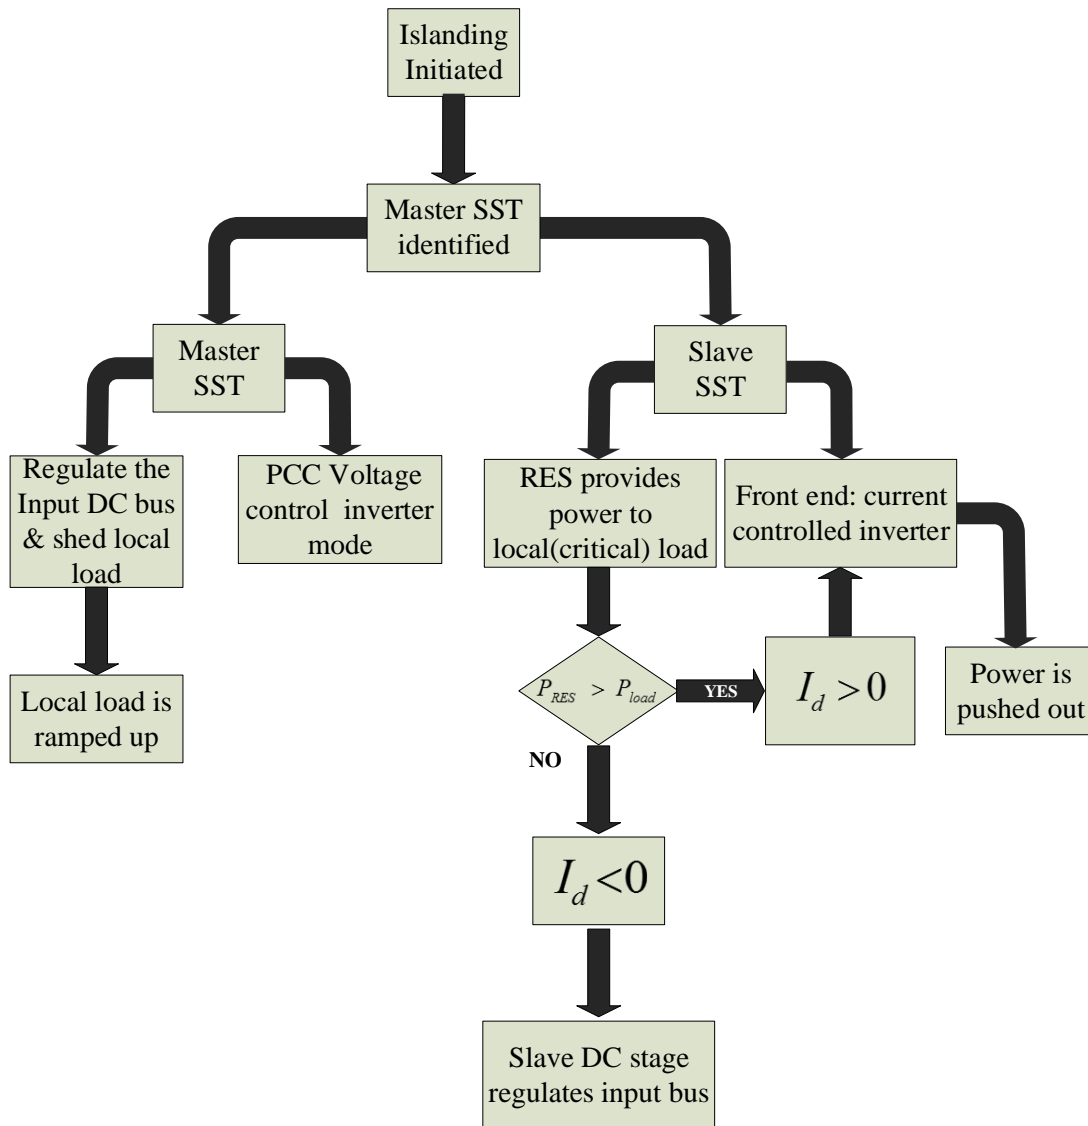 Islanding
Initiated
Master SST
identified
Master
SST
Slave
SST
Regulate the
Input DC bus
& shed local
load
PCC Voltage
control inverter
mode
RES provides
power to
local(critical) load
Front end: current
controlled inverter
Local load is
ramped up
P_RES > P_load
YES
I_d > 0
Power is
pushed out
NO
I_d <0
Slave DC stage
regulates input bus